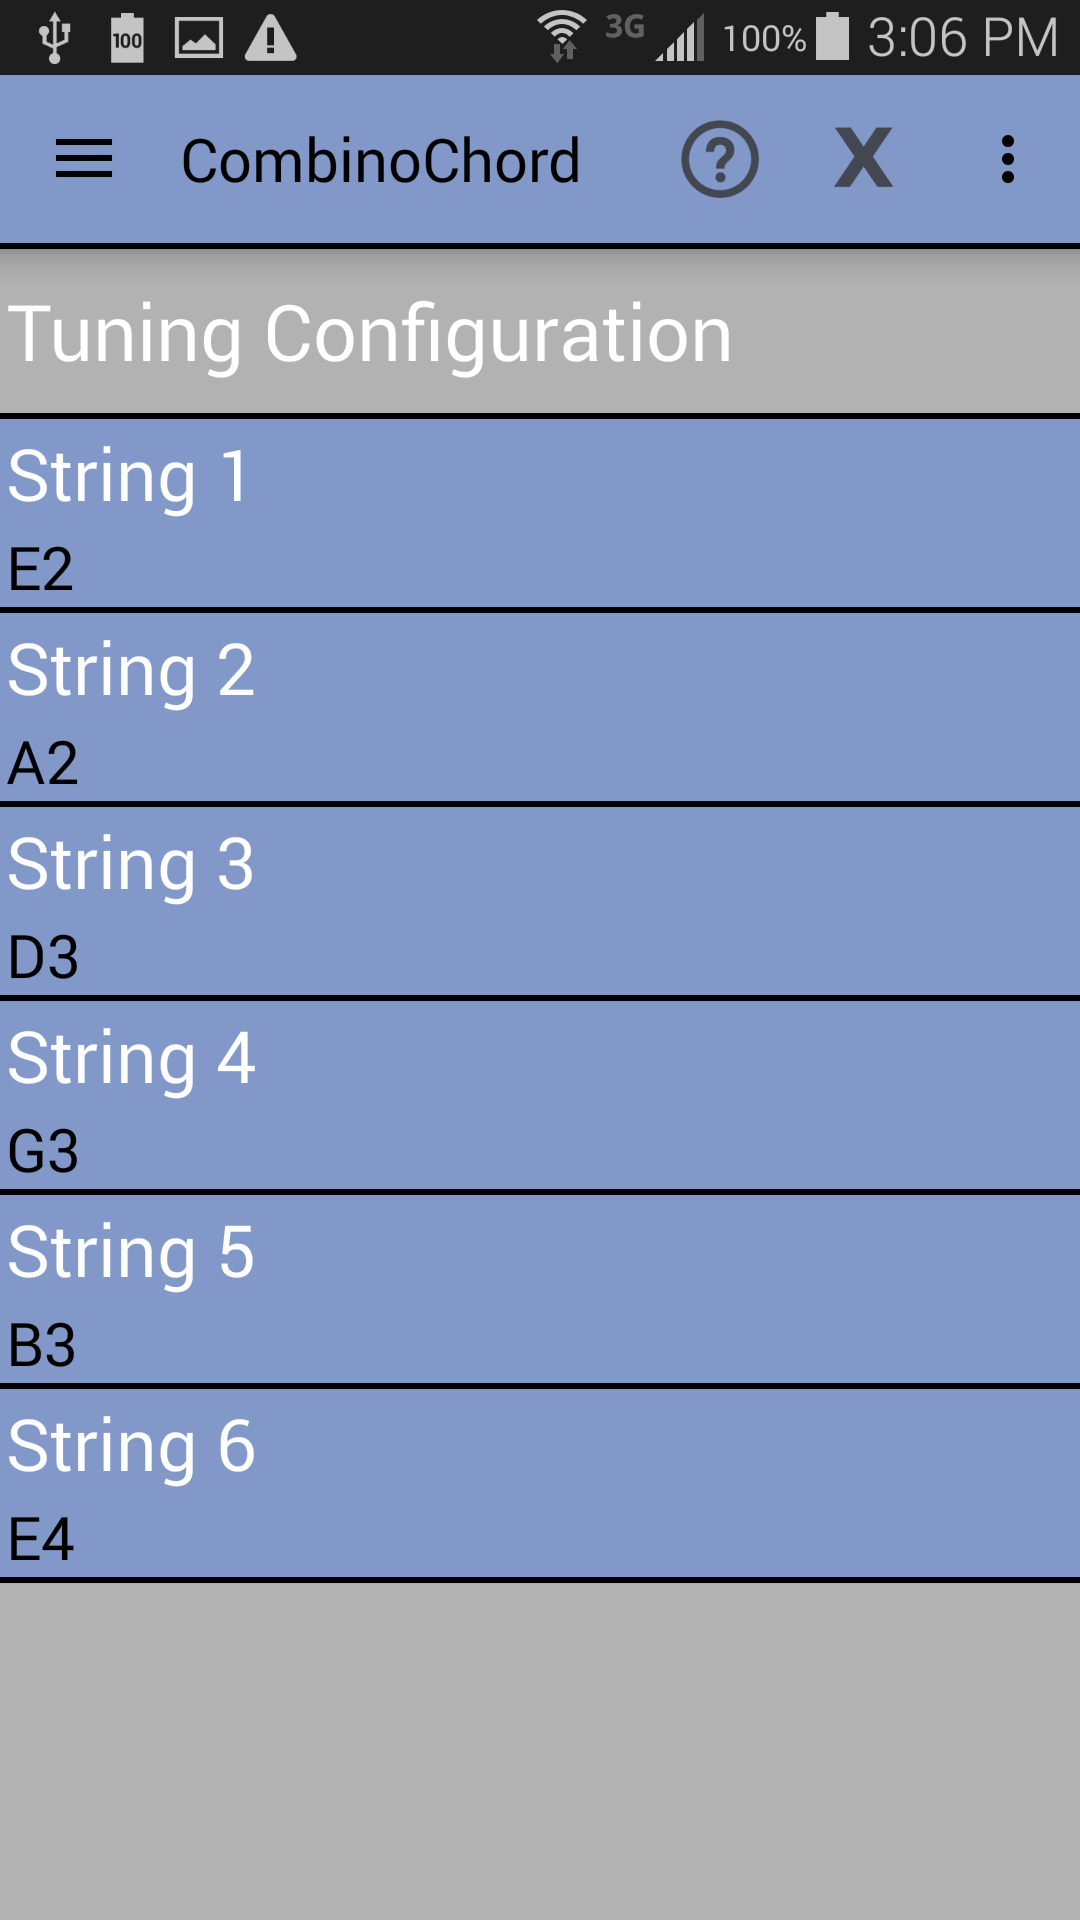 100 3G 100% 3:06 PM
CombinoChord ? X
Tuning Configuration
String 1
E2
String 2
A2
String 3
D3
String 4
G3
String 5
B3
String 6
E4